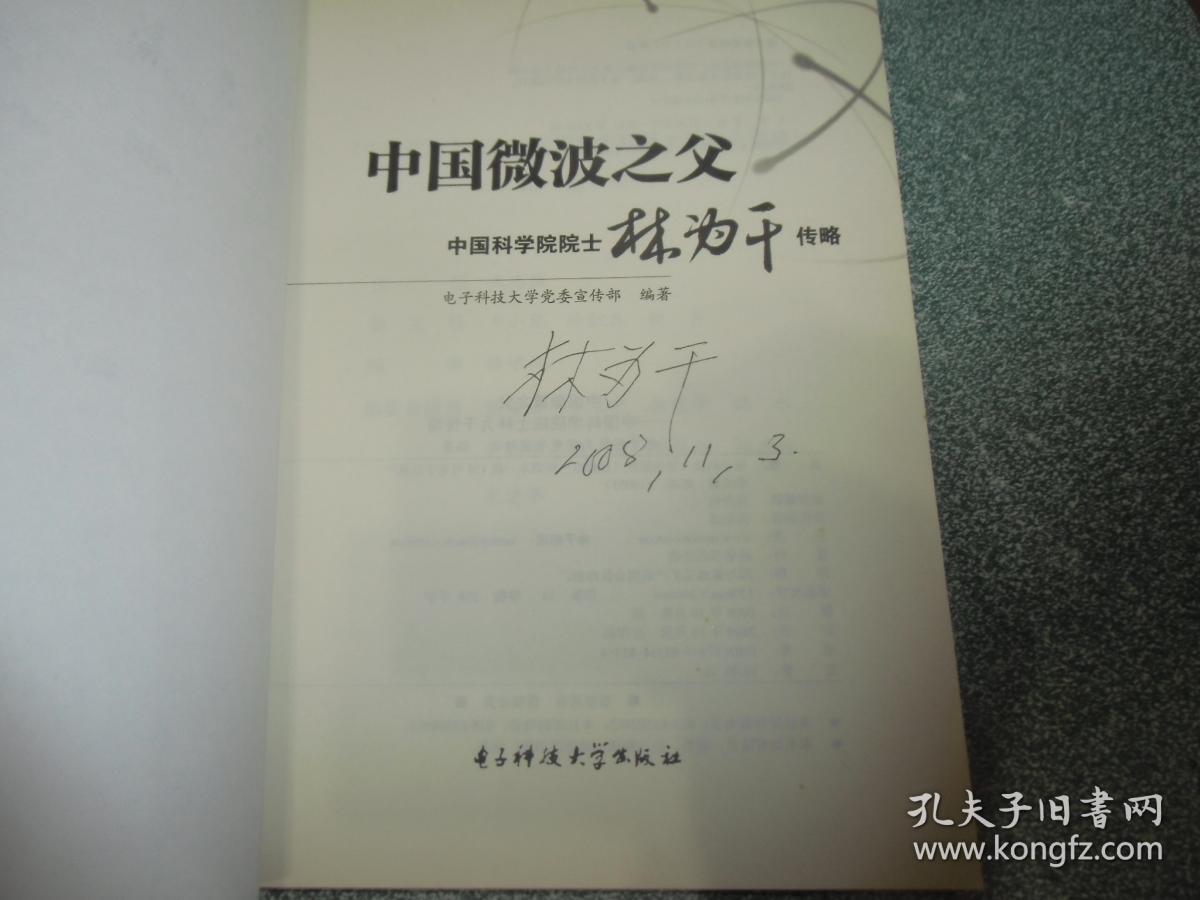 中国微波之父
中国科学院院士 林为干 传略
电子科技大学党委宣传部 编著
林为干
2008,11,3.
电子科技大学出版社
孔夫子旧书网
www.kongfz.com